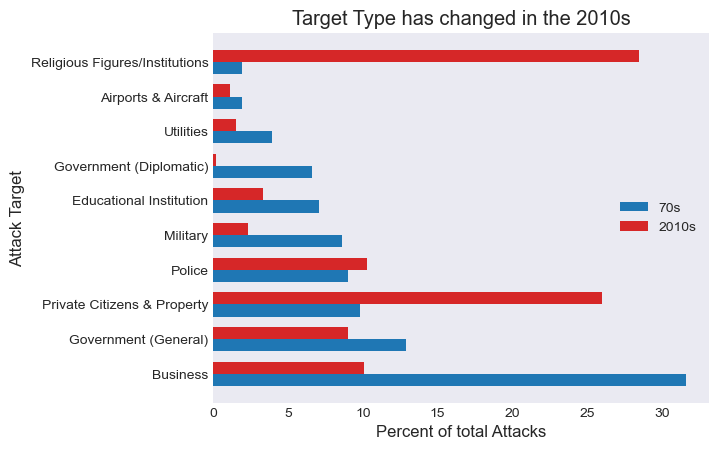 Target Type has changed in the 2010s
Religious Figures/Institutions
Airports & Aircraft
Utilities
Government (Diplomatic)
Educational Institution
Military
Police
Private Citizens & Property
Government (General)
Business
Attack Target
70s
2010s
0 5 10 15 20 25 30
Percent of total Attacks